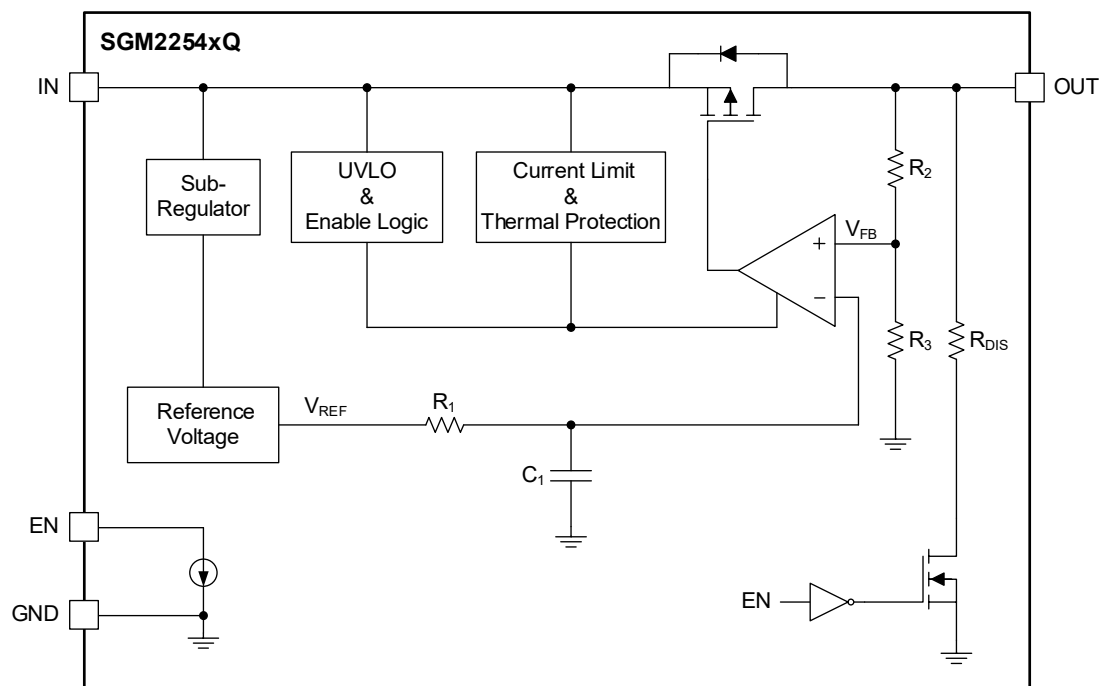 SGM2254xQ
IN
OUT
Sub-
Regulator
UVLO
&
Enable Logic
Current Limit
&
Thermal Protection
R2
VFB
+
−
R3
RDIS
Reference
Voltage
VREF
R1
C1
EN
GND
EN